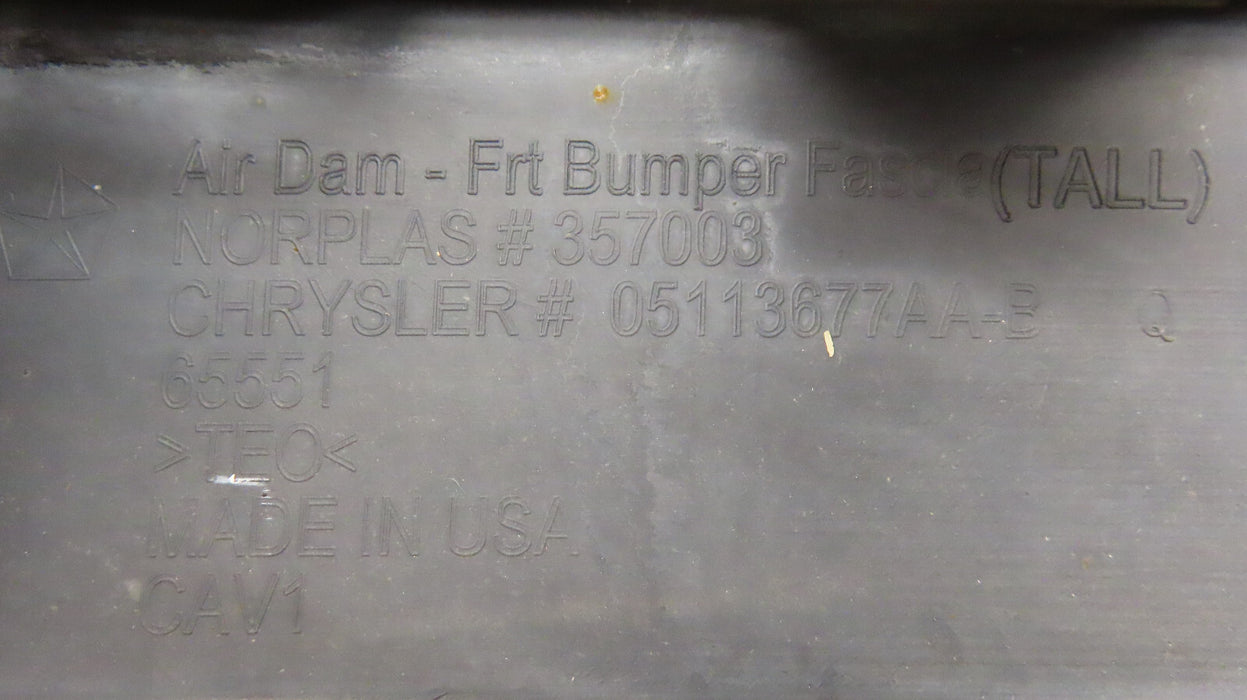 Air Dam - Frt Bumper Fascia (TALL)
NORPLAS # 357003
CHRYSLER # 05113677AA-B Q
65551
>TEO<
MADE IN USA
CAV1